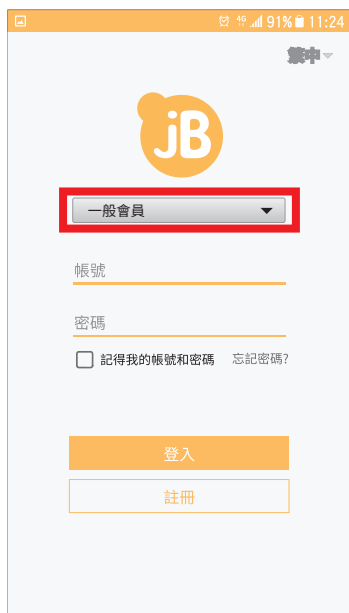 4G 91% 11:24
繁中
jB
一般會員
帳號
密碼
記得我的帳號和密碼 忘記密碼?
登入
註冊